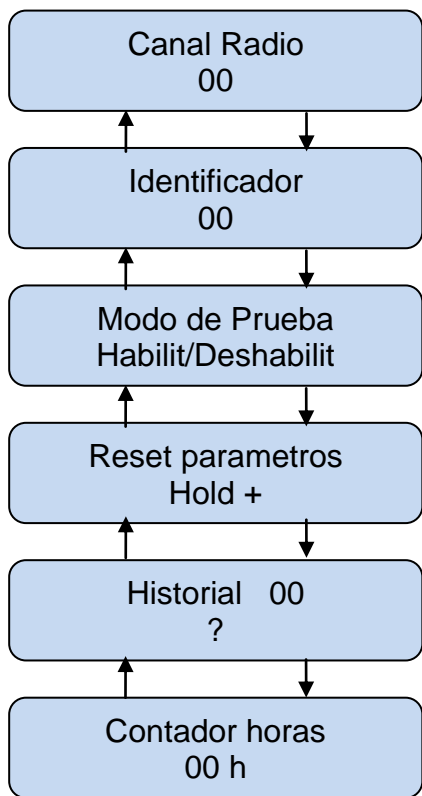 Canal Radio
00
Identificador
00
Modo de Prueba
Habilit/Deshabilit
Reset parametros
Hold +
Historial 00
?
Contador horas
00 h